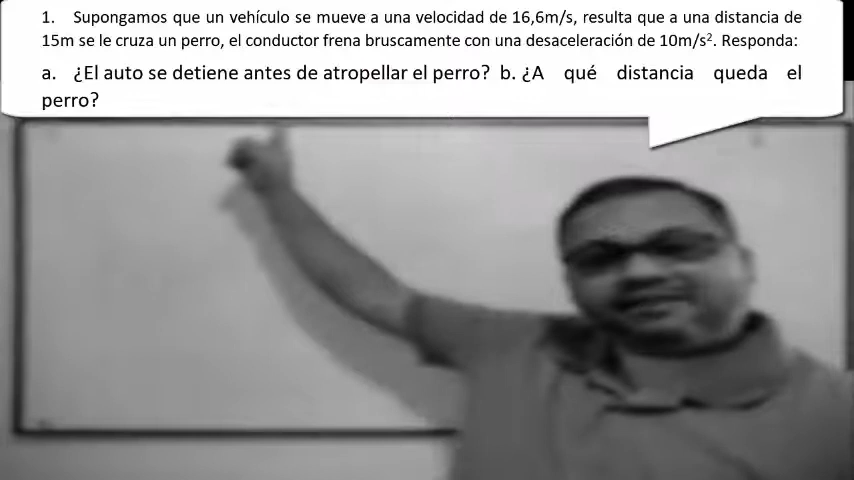 1. Supongamos que un vehículo se mueve a una velocidad de 16,6m/s, resulta que a una distancia de
15m se le cruza un perro, el conductor frena bruscamente con una desaceleración de 10m/s². Responda:
a. ¿El auto se detiene antes de atropellar el perro? b. ¿A qué distancia queda el
perro?